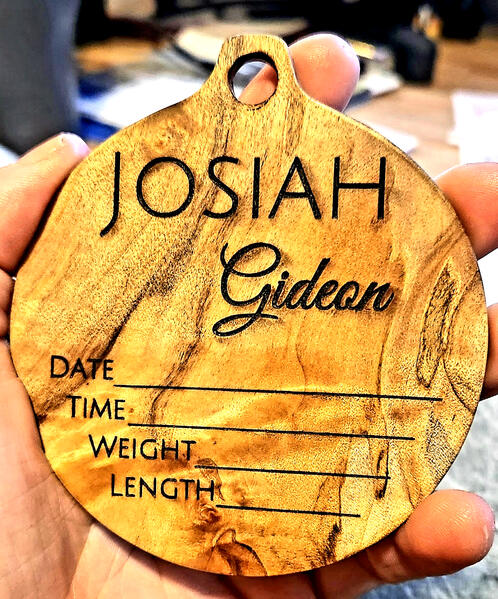 JOSIAH
Gideon
DATE
TIME
WEIGHT
LENGTH